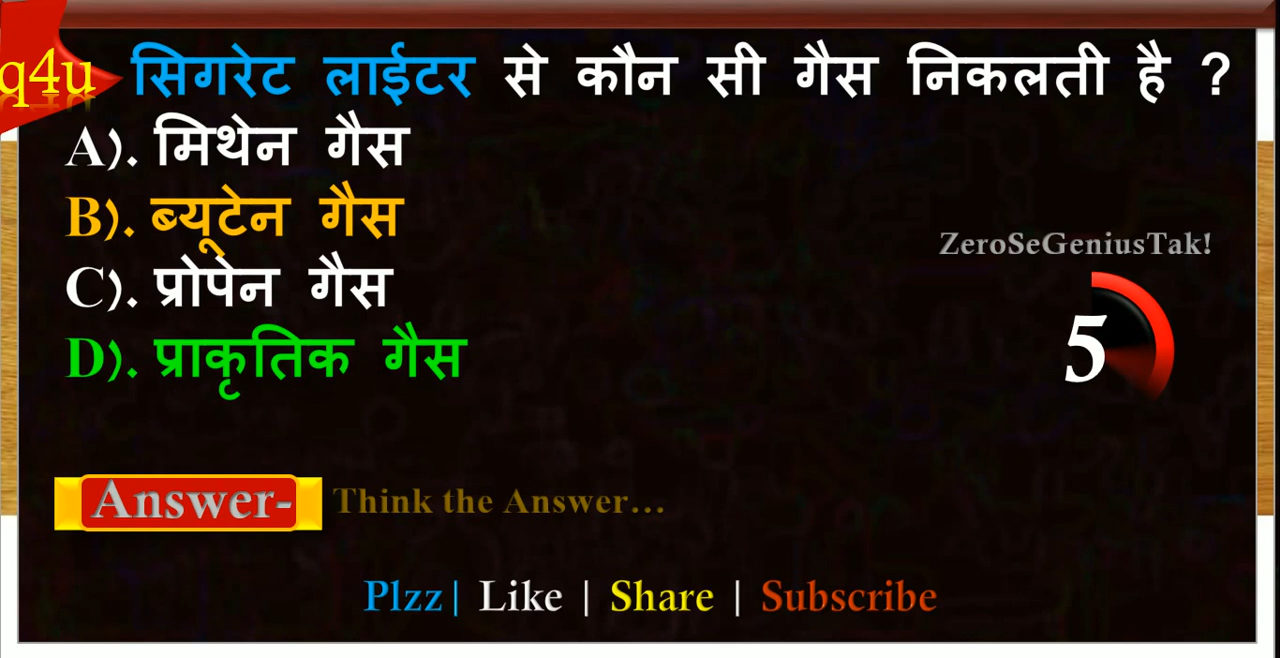 q4u सिगरेट लाईटर से कौन सी गैस निकलती है ?
A). मिथेन गैस
B). ब्यूटेन गैस
C). प्रोपेन गैस
D). प्राकृतिक गैस
ZeroSeGeniusTak!
5
Answer- Think the Answer...
Plzz| Like | Share | Subscribe